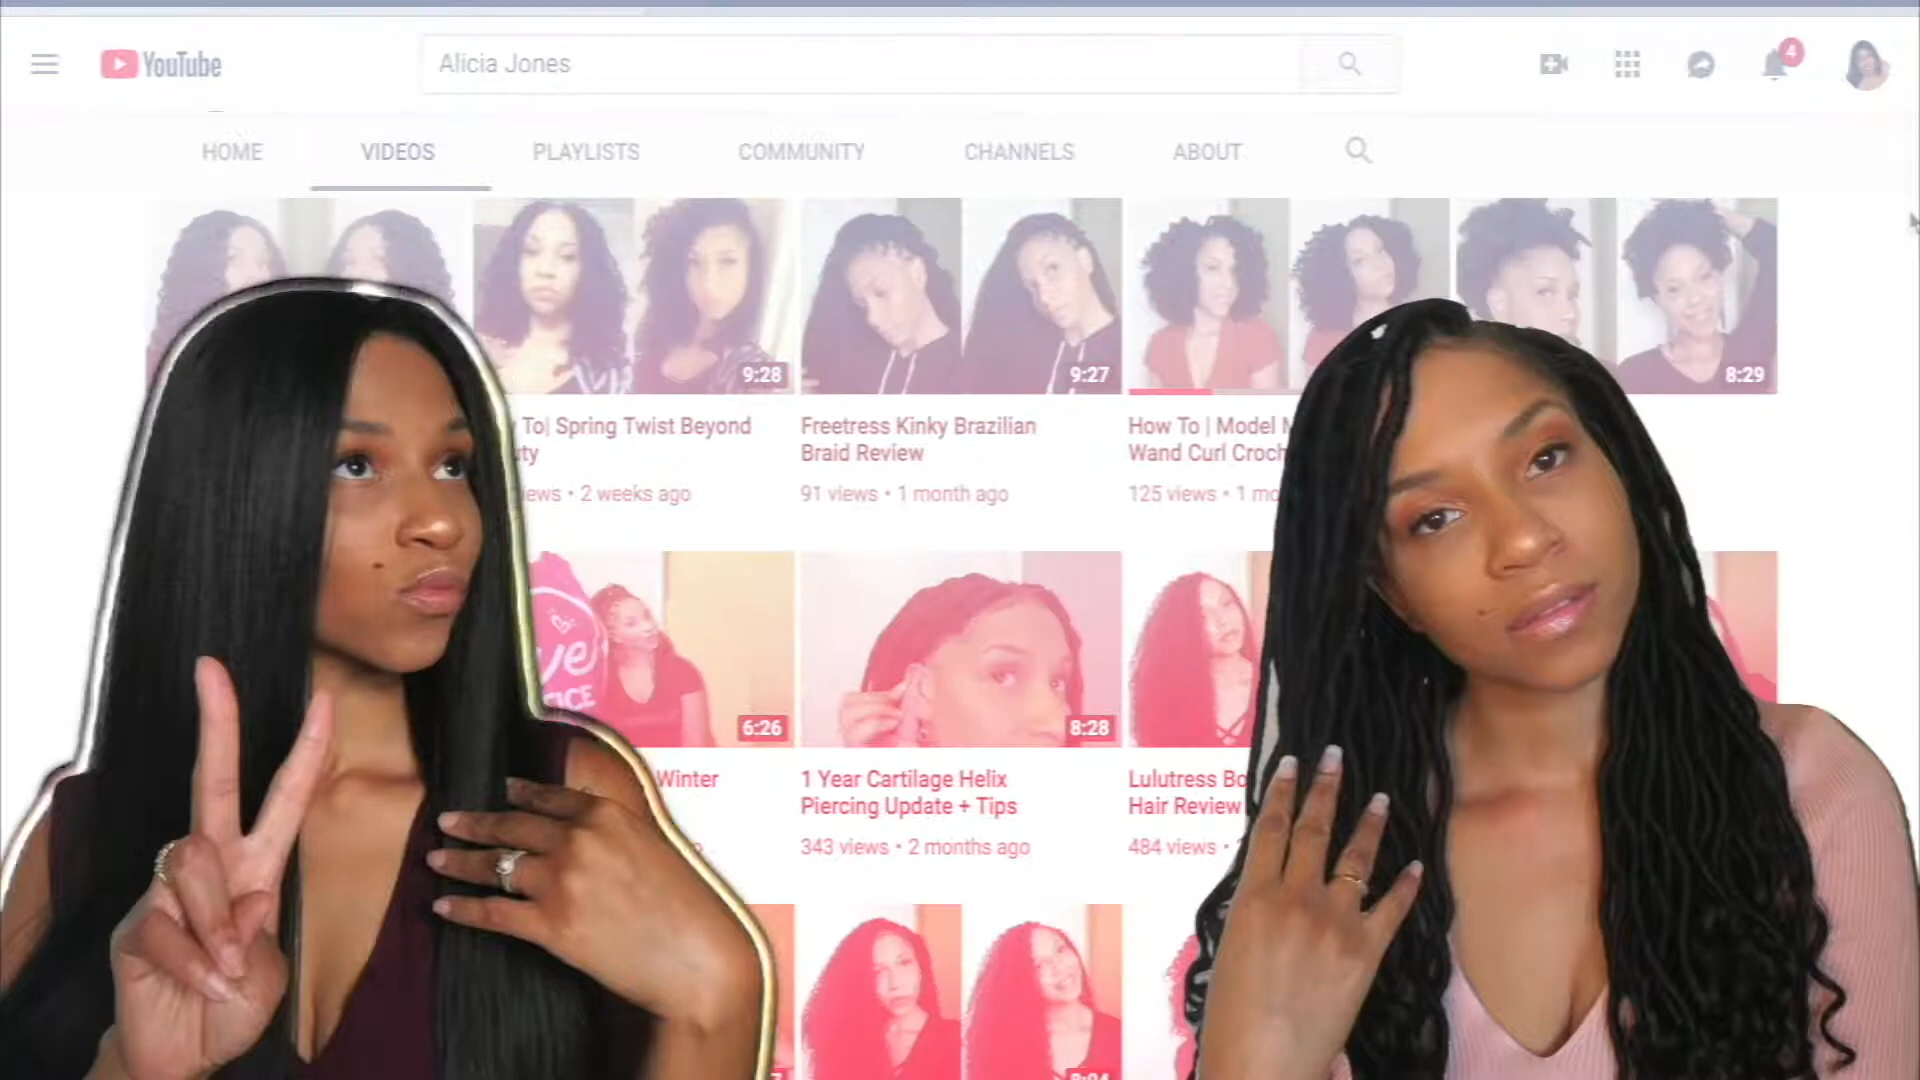 YouTube
Alicia Jones
4
HOME VIDEOS PLAYLISTS COMMUNITY CHANNELS ABOUT
9:28 9:27 8:29
To| Spring Twist Beyond
Freetress Kinky Brazilian
Braid Review
How To | Model
Wand Curl
2 weeks ago
91 views • 1 month ago
125 views • 1
6:26 8:28
Winter
1 Year Cartilage Helix
Piercing Update + Tips
Lulutress
Hair Review
343 views • 2 months ago
484 views •
8:04